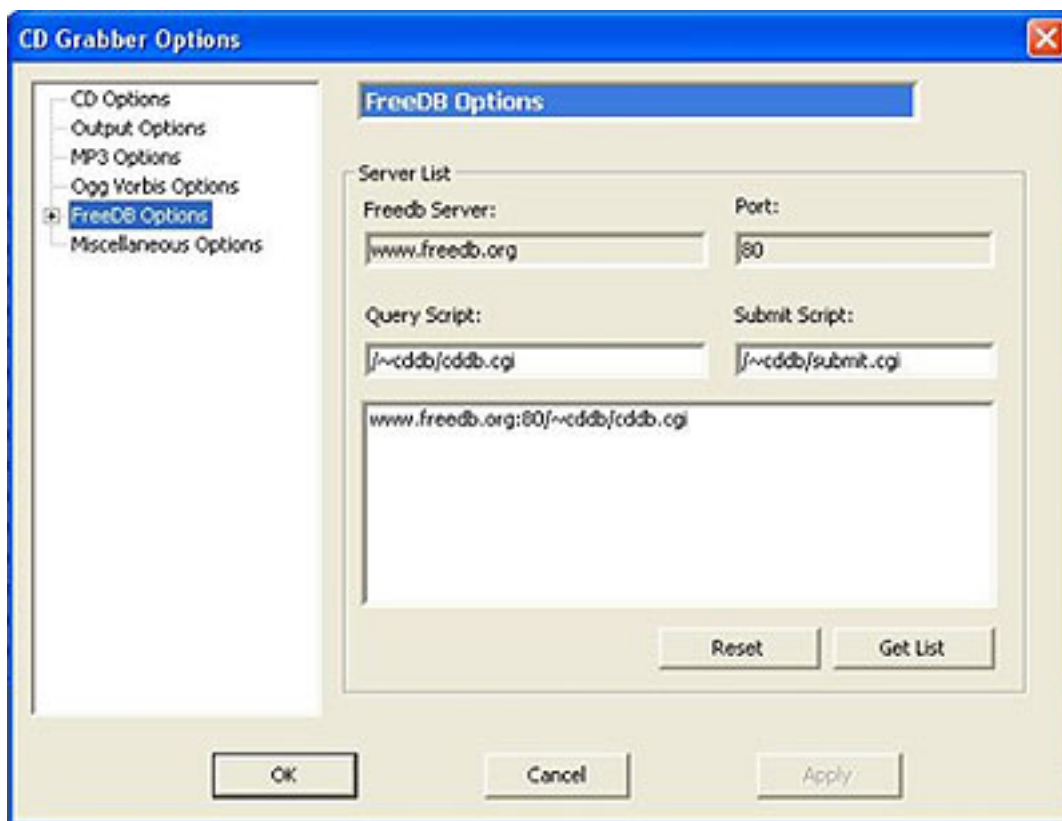 CD Grabber Options
CD Options
Output Options
MP3 Options
Ogg Vorbis Options
FreeDB Options
Miscellaneous Options
FreeDB Options
Server List
Freedb Server:
Port:
www.freedb.org
80
Query Script:
Submit Script:
/~cddb/cddb.cgi
/~cddb/submit.cgi
www.freedb.org:80/~cddb/cddb.cgi
Reset
Get List
OK
Cancel
Apply